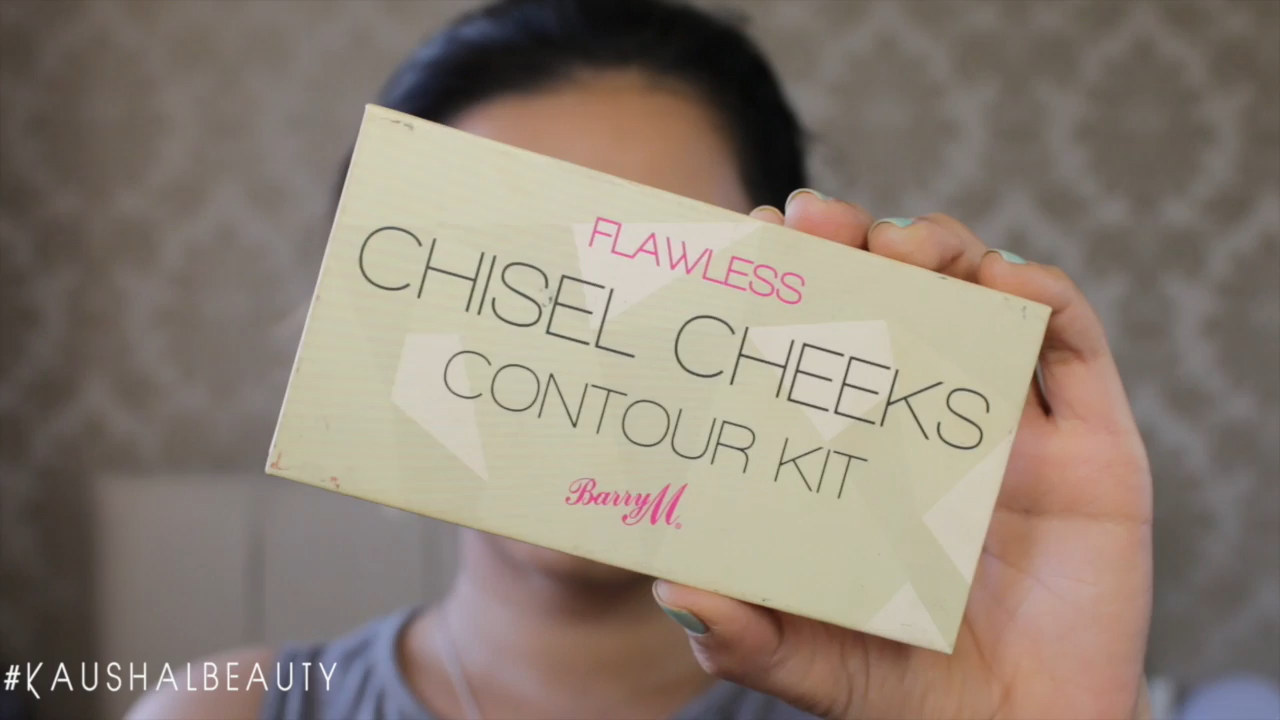 FLAWLESS
CHISEL CHEEKS
CONTOUR KIT
Barry M®
#KAUSHALBEAUTY